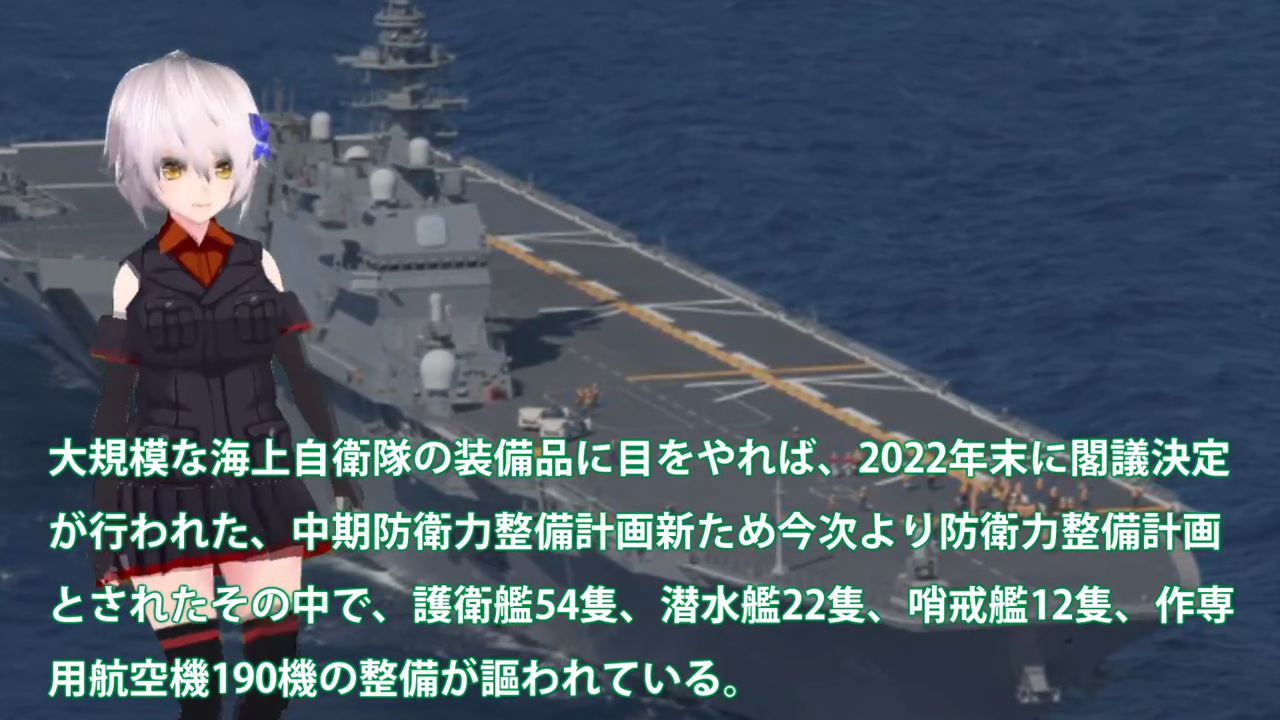 大規模な海上自衛隊の装備品に目をやれば、2022年末に閣議決定
が行われた、中期防衛力整備計画新ため今次より防衛力整備計画
とされたその中で、護衛艦54隻、潜水艦22隻、哨戒艦12隻、作専
用航空機190機の整備が謳われている。